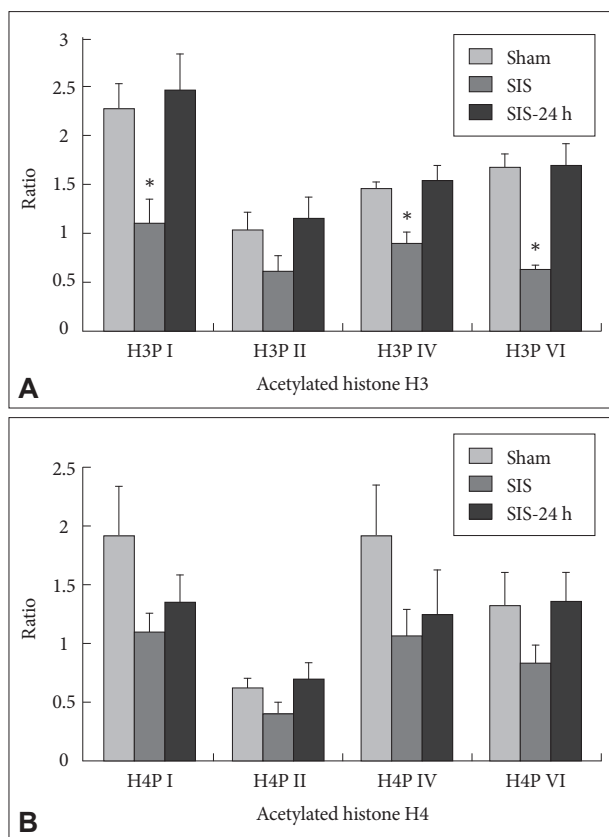 3
2.5
2
1.5
1
0.5
0
Ratio
Sham
SIS
SIS-24 h
*
*
*
H3P I H3P II H3P IV H3P VI
Acetylated histone H3
A
2.5
2
1.5
1
0.5
0
Ratio
Sham
SIS
SIS-24 h
H4P I H4P II H4P IV H4P VI
Acetylated histone H4
B